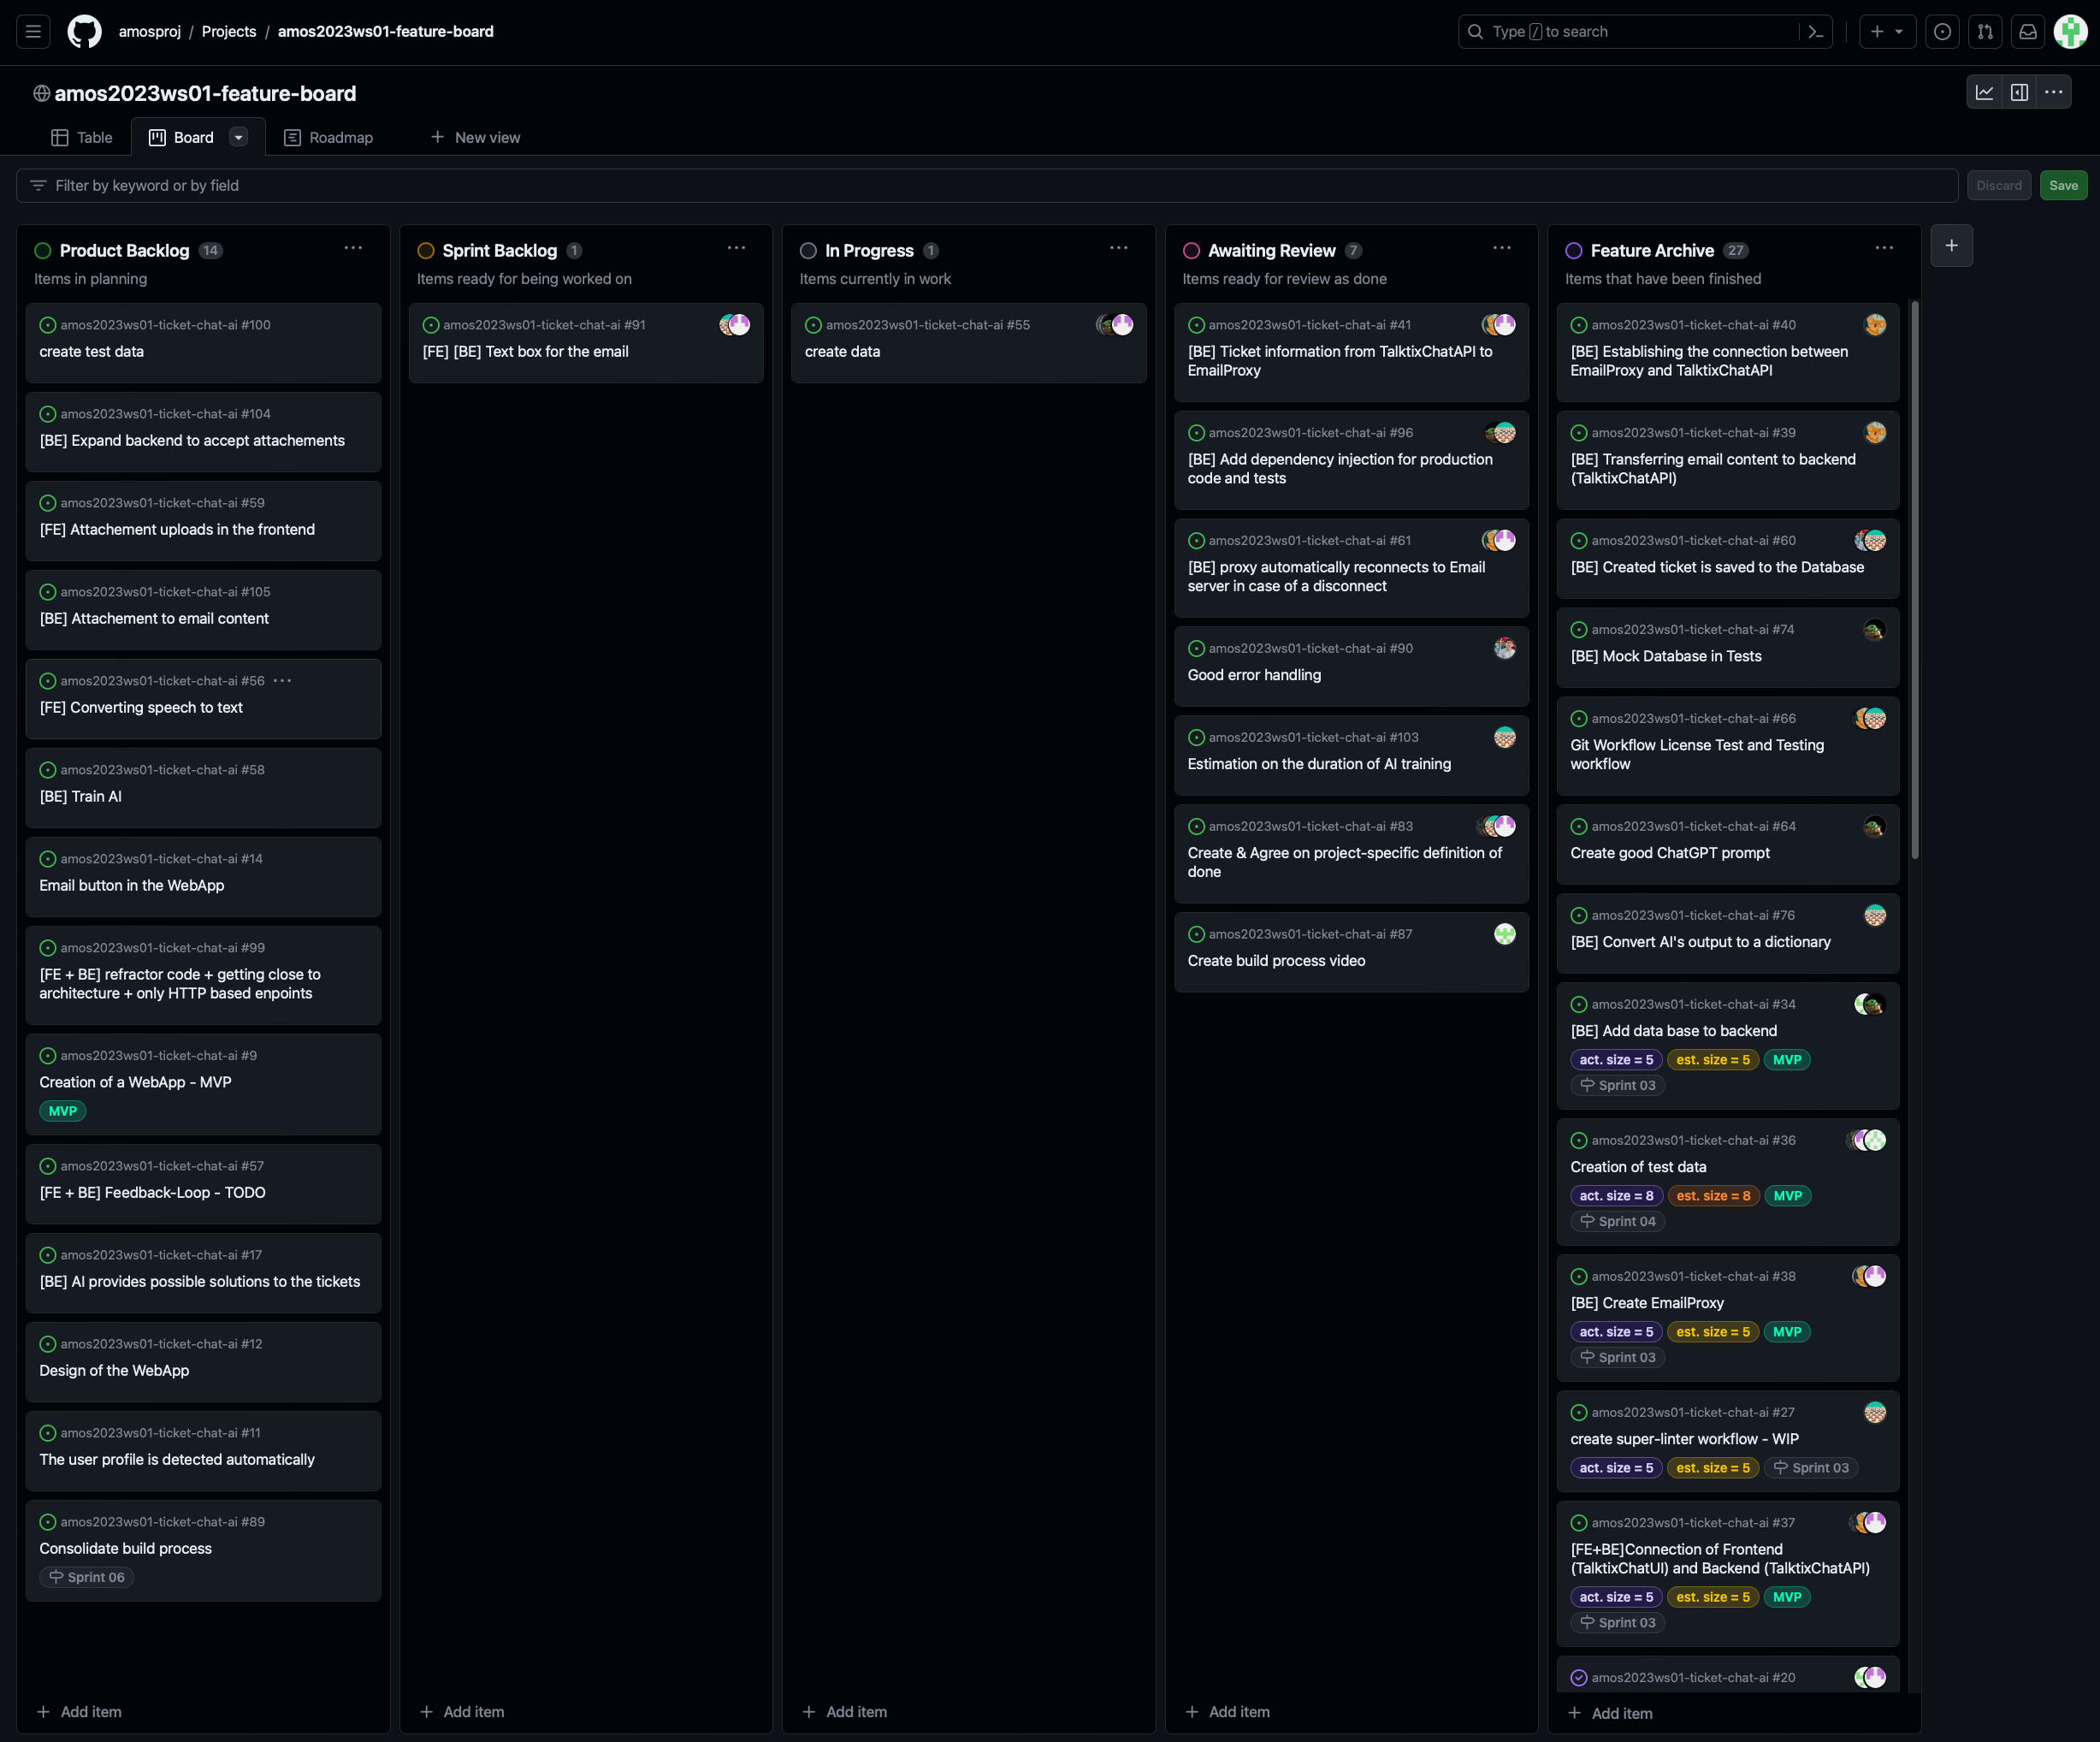 amosproj / Projects / amos2023ws01-feature-board
Type / to search
amos2023ws01-feature-board
Table
Board
Roadmap
New view
Filter by keyword or by field
Discard
Save
Product Backlog 14
Items in planning
amos2023ws01-ticket-chat-ai #100
create test data
amos2023ws01-ticket-chat-ai #104
[BE] Expand backend to accept attachements
amos2023ws01-ticket-chat-ai #59
[FE] Attachement uploads in the frontend
amos2023ws01-ticket-chat-ai #105
[BE] Attachement to email content
amos2023ws01-ticket-chat-ai #56
[FE] Converting speech to text
amos2023ws01-ticket-chat-ai #58
[BE] Train AI
amos2023ws01-ticket-chat-ai #14
Email button in the WebApp
amos2023ws01-ticket-chat-ai #99
[FE + BE] refractor code + getting close to
architecture + only HTTP based enpoints
amos2023ws01-ticket-chat-ai #9
Creation of a WebApp - MVP
MVP
amos2023ws01-ticket-chat-ai #57
[FE + BE] Feedback-Loop - TODO
amos2023ws01-ticket-chat-ai #17
[BE] AI provides possible solutions to the tickets
amos2023ws01-ticket-chat-ai #12
Design of the WebApp
amos2023ws01-ticket-chat-ai #11
The user profile is detected automatically
amos2023ws01-ticket-chat-ai #89
Consolidate build process
Sprint 06
Add item
Sprint Backlog 1
Items ready for being worked on
amos2023ws01-ticket-chat-ai #91
[FE] [BE] Text box for the email
Add item
In Progress 1
Items currently in work
amos2023ws01-ticket-chat-ai #55
create data
Add item
Awaiting Review 7
Items ready for review as done
amos2023ws01-ticket-chat-ai #41
[BE] Ticket information from TalktixChatAPI to
EmailProxy
amos2023ws01-ticket-chat-ai #96
[BE] Add dependency injection for production
code and tests
amos2023ws01-ticket-chat-ai #61
[BE] proxy automatically reconnects to Email
server in case of a disconnect
amos2023ws01-ticket-chat-ai #90
Good error handling
amos2023ws01-ticket-chat-ai #103
Estimation on the duration of AI training
amos2023ws01-ticket-chat-ai #83
Create & Agree on project-specific definition of
done
amos2023ws01-ticket-chat-ai #87
Create build process video
Add item
Feature Archive 27
Items that have been finished
amos2023ws01-ticket-chat-ai #40
[BE] Establishing the connection between
EmailProxy and TalktixChatAPI
amos2023ws01-ticket-chat-ai #39
[BE] Transferring email content to backend
(TalktixChatAPI)
amos2023ws01-ticket-chat-ai #60
[BE] Created ticket is saved to the Database
amos2023ws01-ticket-chat-ai #74
[BE] Mock Database in Tests
amos2023ws01-ticket-chat-ai #66
Git Workflow License Test and Testing
workflow
amos2023ws01-ticket-chat-ai #64
Create good ChatGPT prompt
amos2023ws01-ticket-chat-ai #76
[BE] Convert AI's output to a dictionary
amos2023ws01-ticket-chat-ai #34
[BE] Add data base to backend
act. size = 5 est. size = 5 MVP
Sprint 03
amos2023ws01-ticket-chat-ai #36
Creation of test data
act. size = 8 est. size = 8 MVP
Sprint 04
amos2023ws01-ticket-chat-ai #38
[BE] Create EmailProxy
act. size = 5 est. size = 5 MVP
Sprint 03
amos2023ws01-ticket-chat-ai #27
create super-linter workflow - WIP
act. size = 5 est. size = 5 Sprint 03
amos2023ws01-ticket-chat-ai #37
[FE+BE]Connection of Frontend
(TalktixChatUI) and Backend (TalktixChatAPI)
act. size = 5 est. size = 5 MVP
Sprint 03
amos2023ws01-ticket-chat-ai #20
Add item